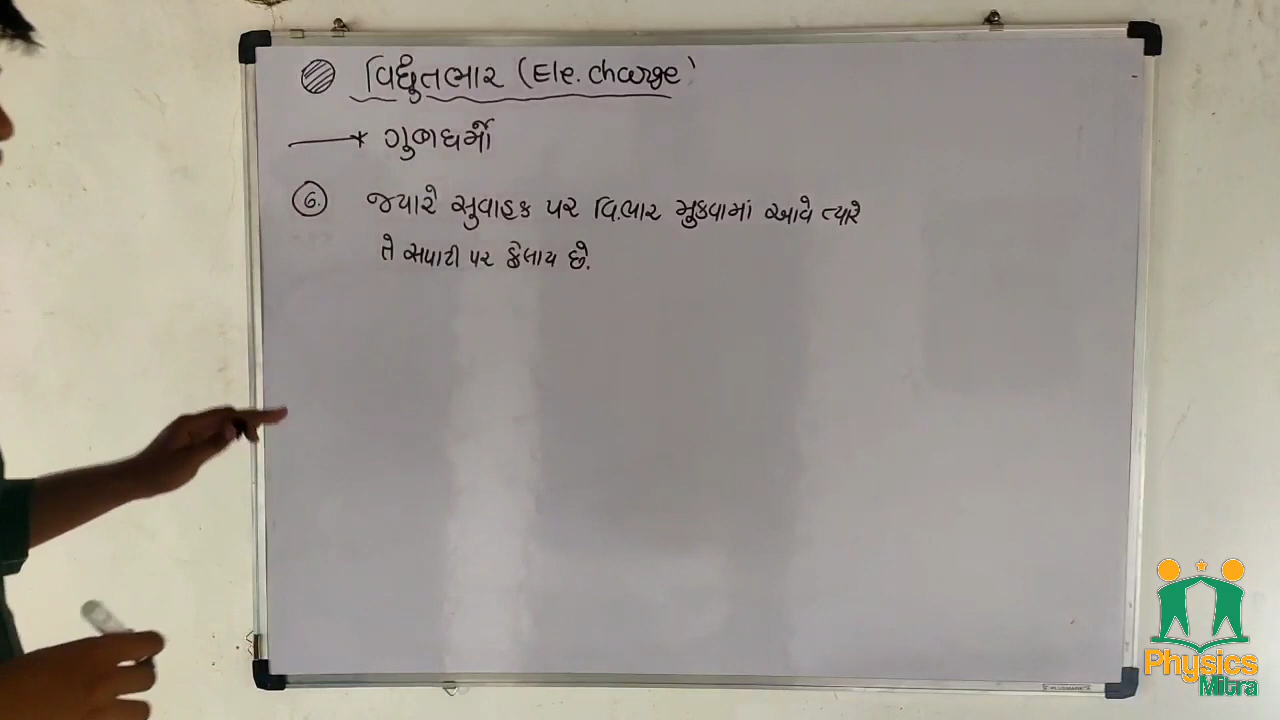 વિદ્યુતભાર (Ele. charge)
ગુણધર્મો
6. જ્યારે સુવાહક પર વિ.ભાર મુકવામાં આવે ત્યારે
તે સપાટી પર ફેલાય છે.
Physics
Mitra